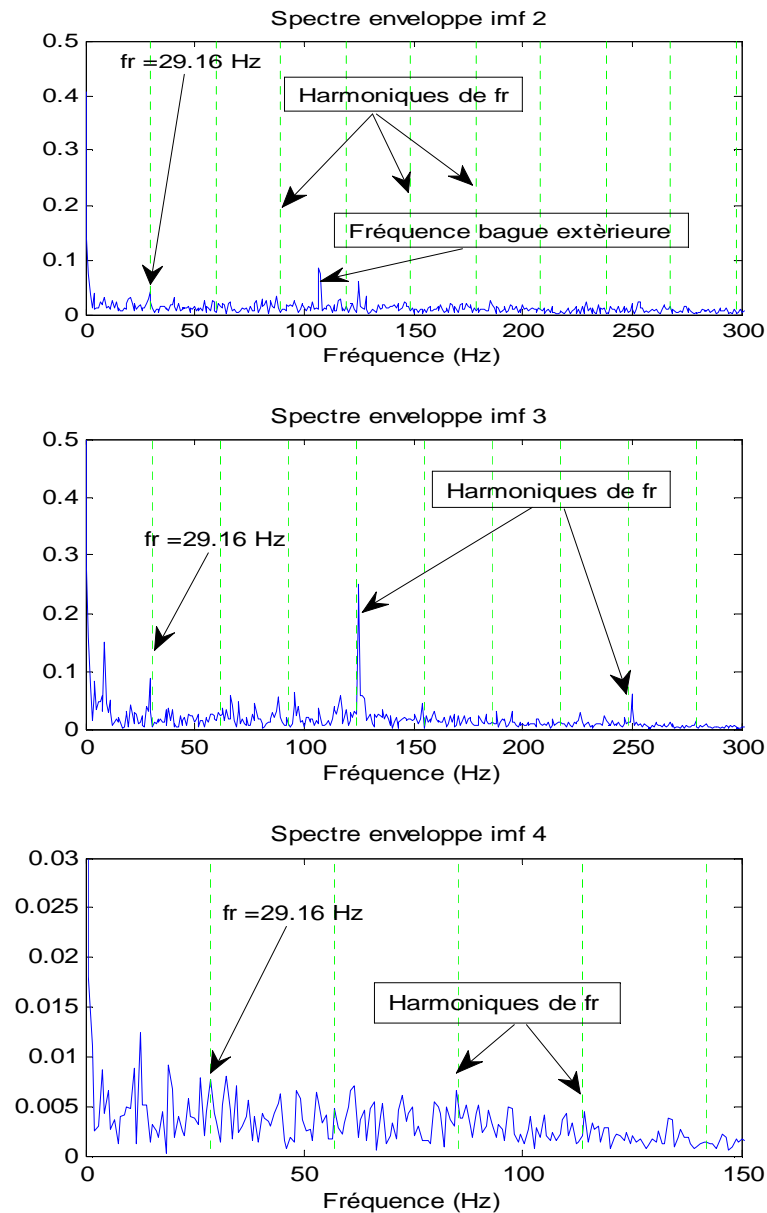 Spectre enveloppe imf 2
0.5
fr =29.16 Hz
0.4
Harmoniques de fr
0.3
0.2
Fréquence bague extèrieure
0.1
0
0 50 100 150 200 250 300
Fréquence (Hz)
Spectre enveloppe imf 3
0.5
Harmoniques de fr
0.4
fr =29.16 Hz
0.3
0.2
0.1
0
0 50 100 150 200 250 300
Fréquence (Hz)
Spectre enveloppe imf 4
0.03
fr =29.16 Hz
0.025
0.02
0.015
Harmoniques de fr
0.01
0.005
0
0 50 100 150
Fréquence (Hz)